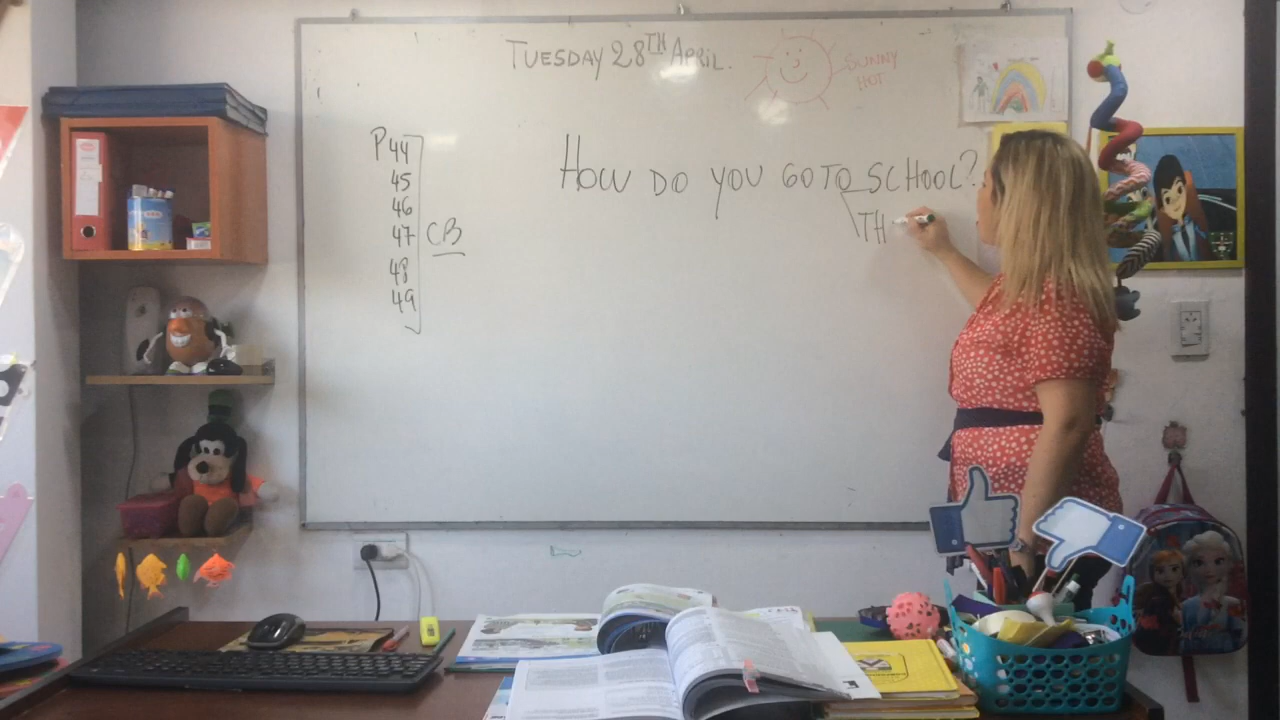 TUESDAY 28TH APRIL.
SUNNY
HOT
P44
45
46
47 CB
48
49
HOW DO YOU GO TO SCHOOL?
TH